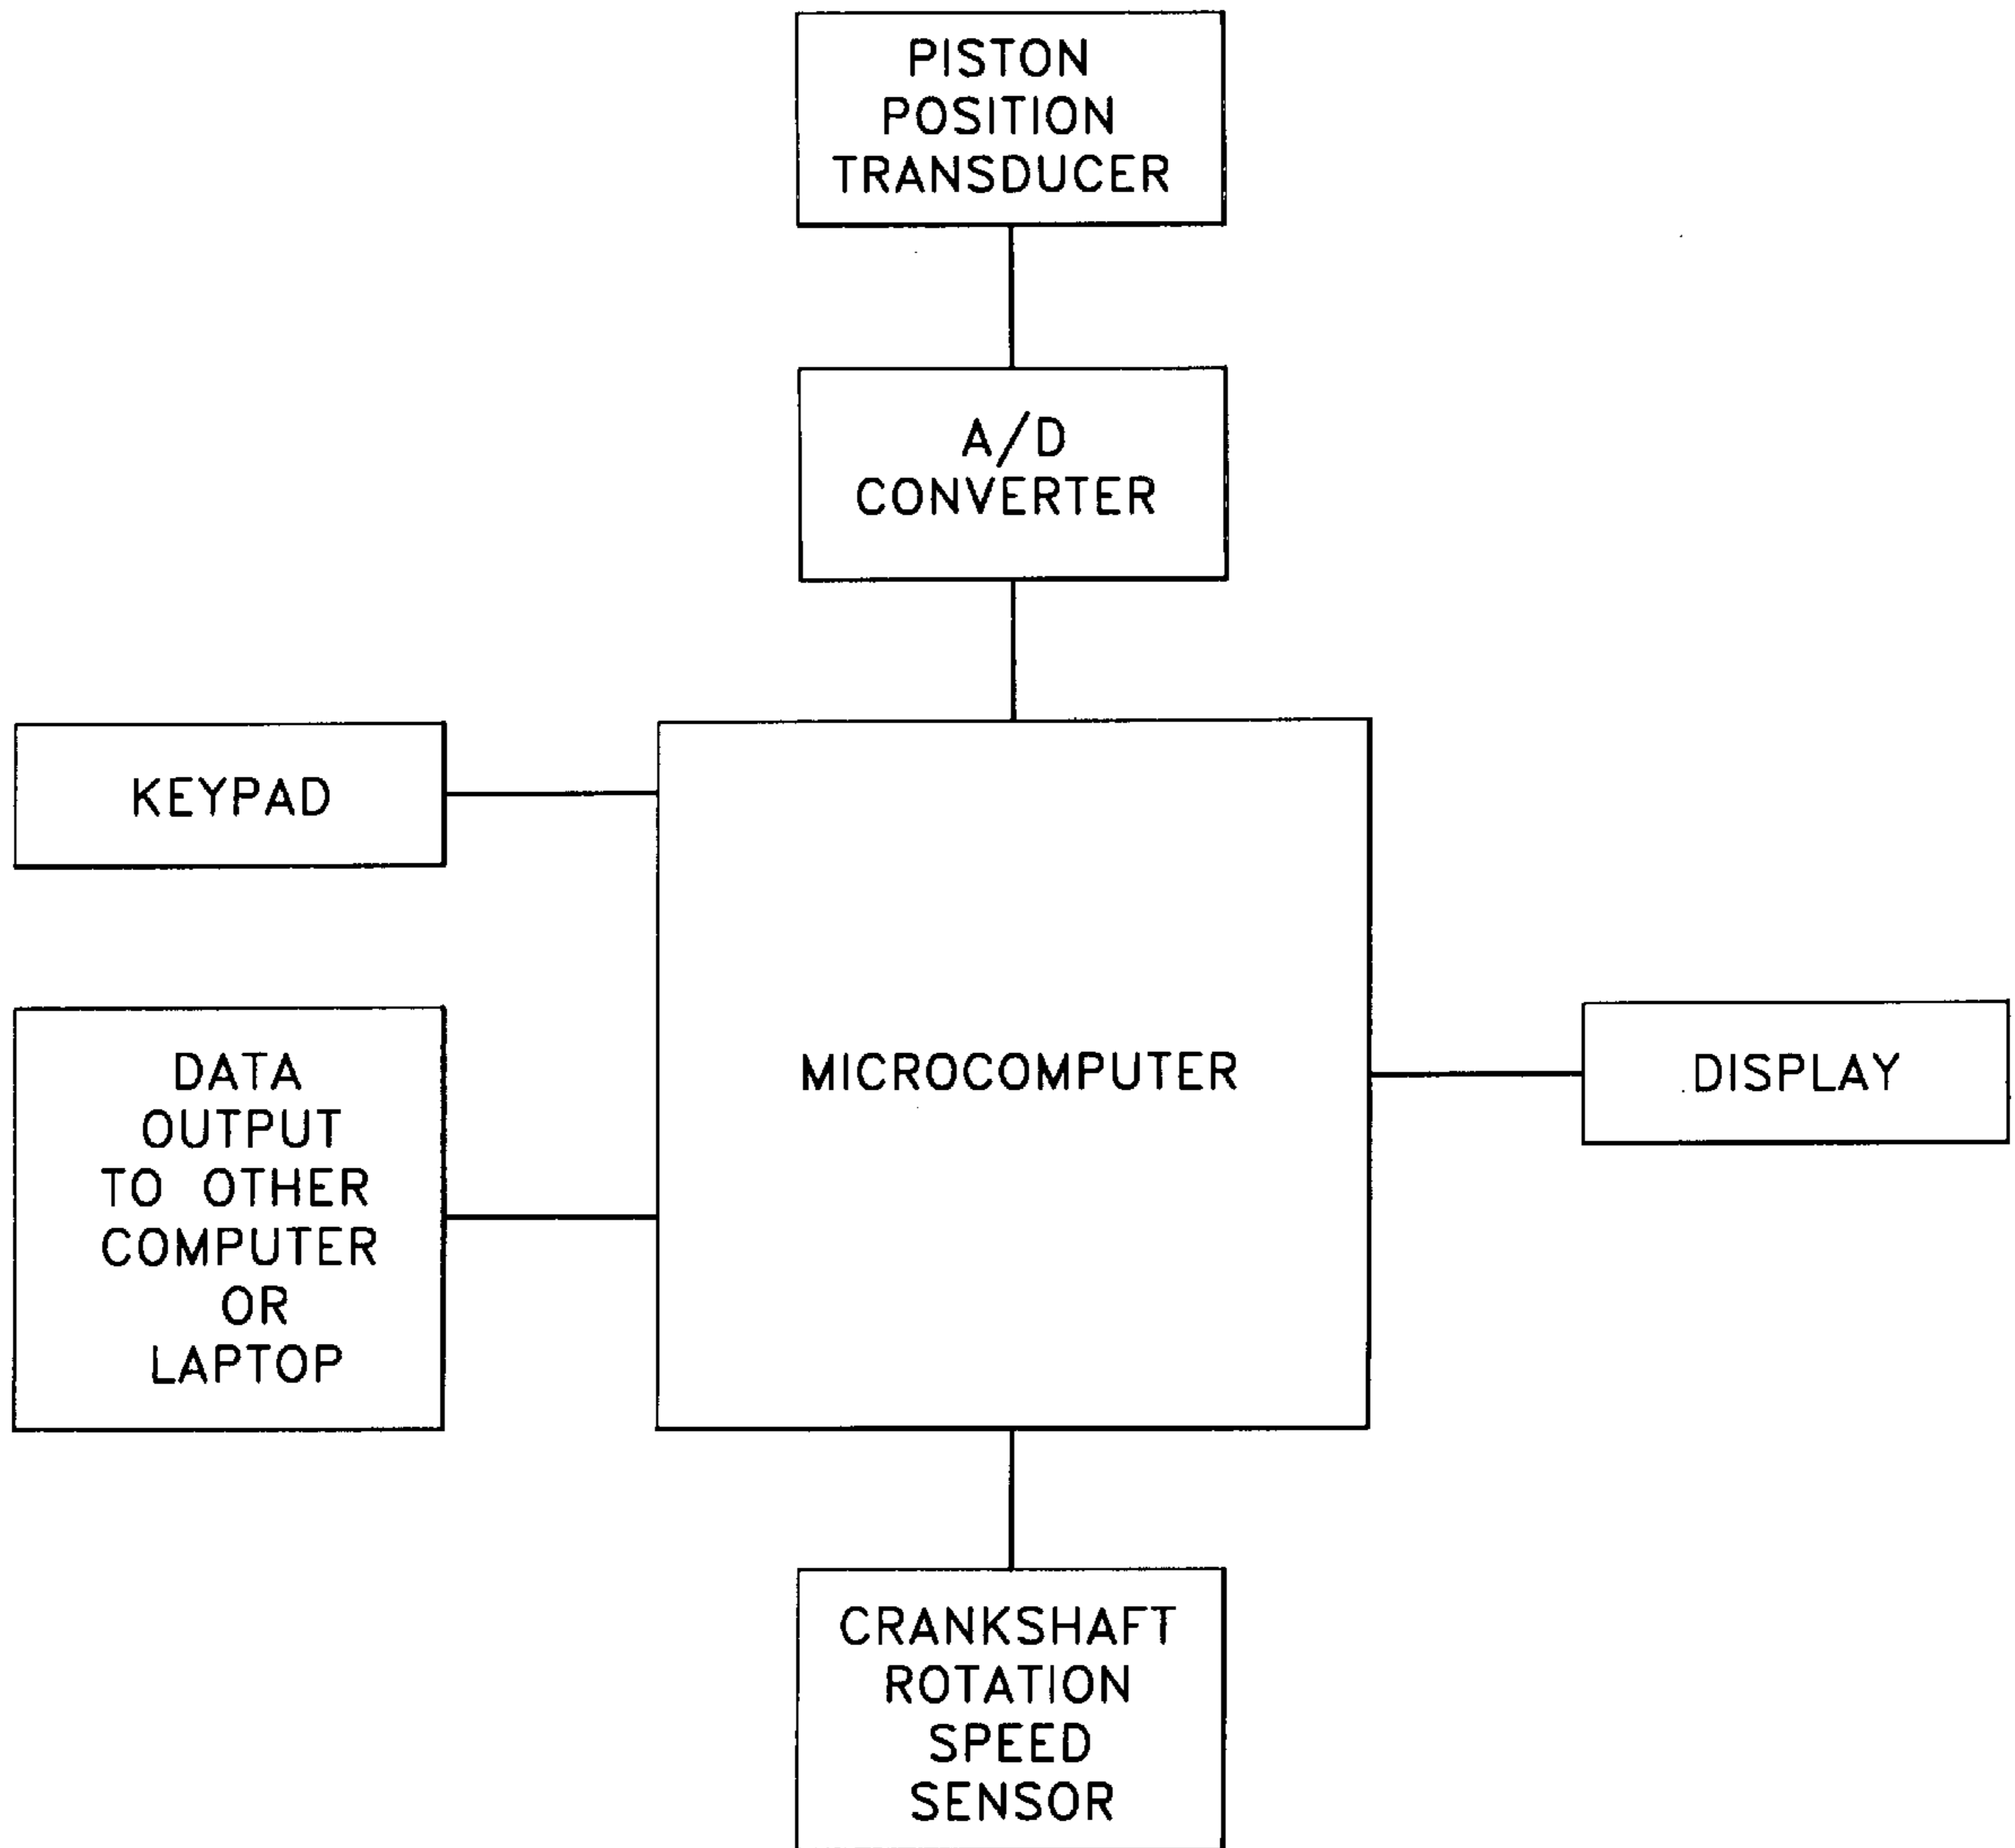 PISTON
POSITION
TRANSDUCER
A/D
CONVERTER
KEYPAD
DATA
OUTPUT
TO OTHER
COMPUTER
OR
LAPTOP
MICROCOMPUTER
DISPLAY
CRANKSHAFT
ROTATION
SPEED
SENSOR